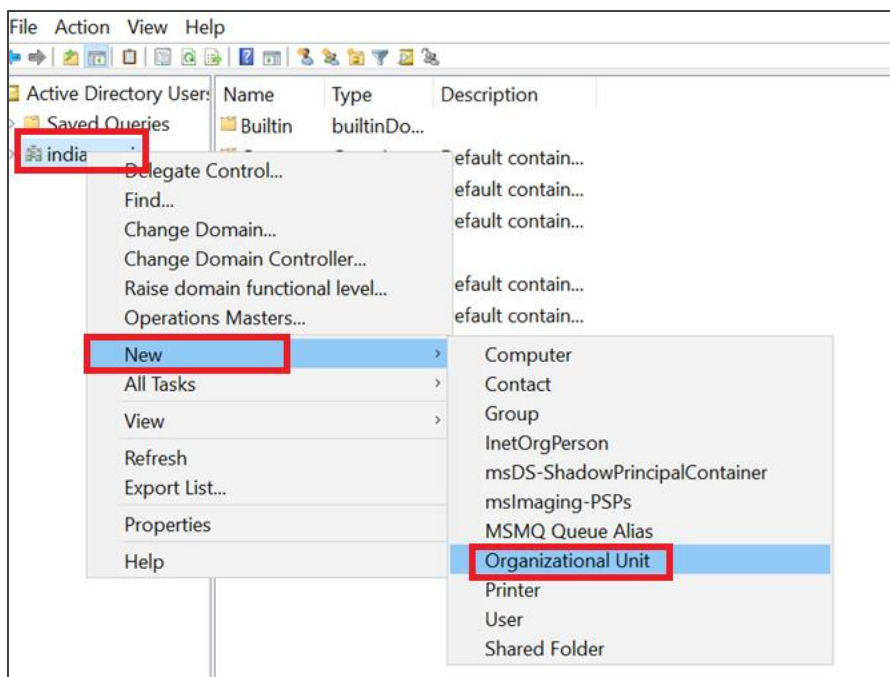 File Action View Help
Active Directory User:
Name Type Description
Saved Queries
Builtin builtinDo...
india
Default contain...
efault contain...
efault contain...
efault contain...
efault contain...
Delegate Control...
Find...
Change Domain...
Change Domain Controller...
Raise domain functional level...
Operations Masters...
New
All Tasks
View
Refresh
Export List...
Properties
Help
Computer
Contact
Group
InetOrgPerson
msDS-ShadowPrincipalContainer
msImaging-PSPs
MSMQ Queue Alias
Organizational Unit
Printer
User
Shared Folder